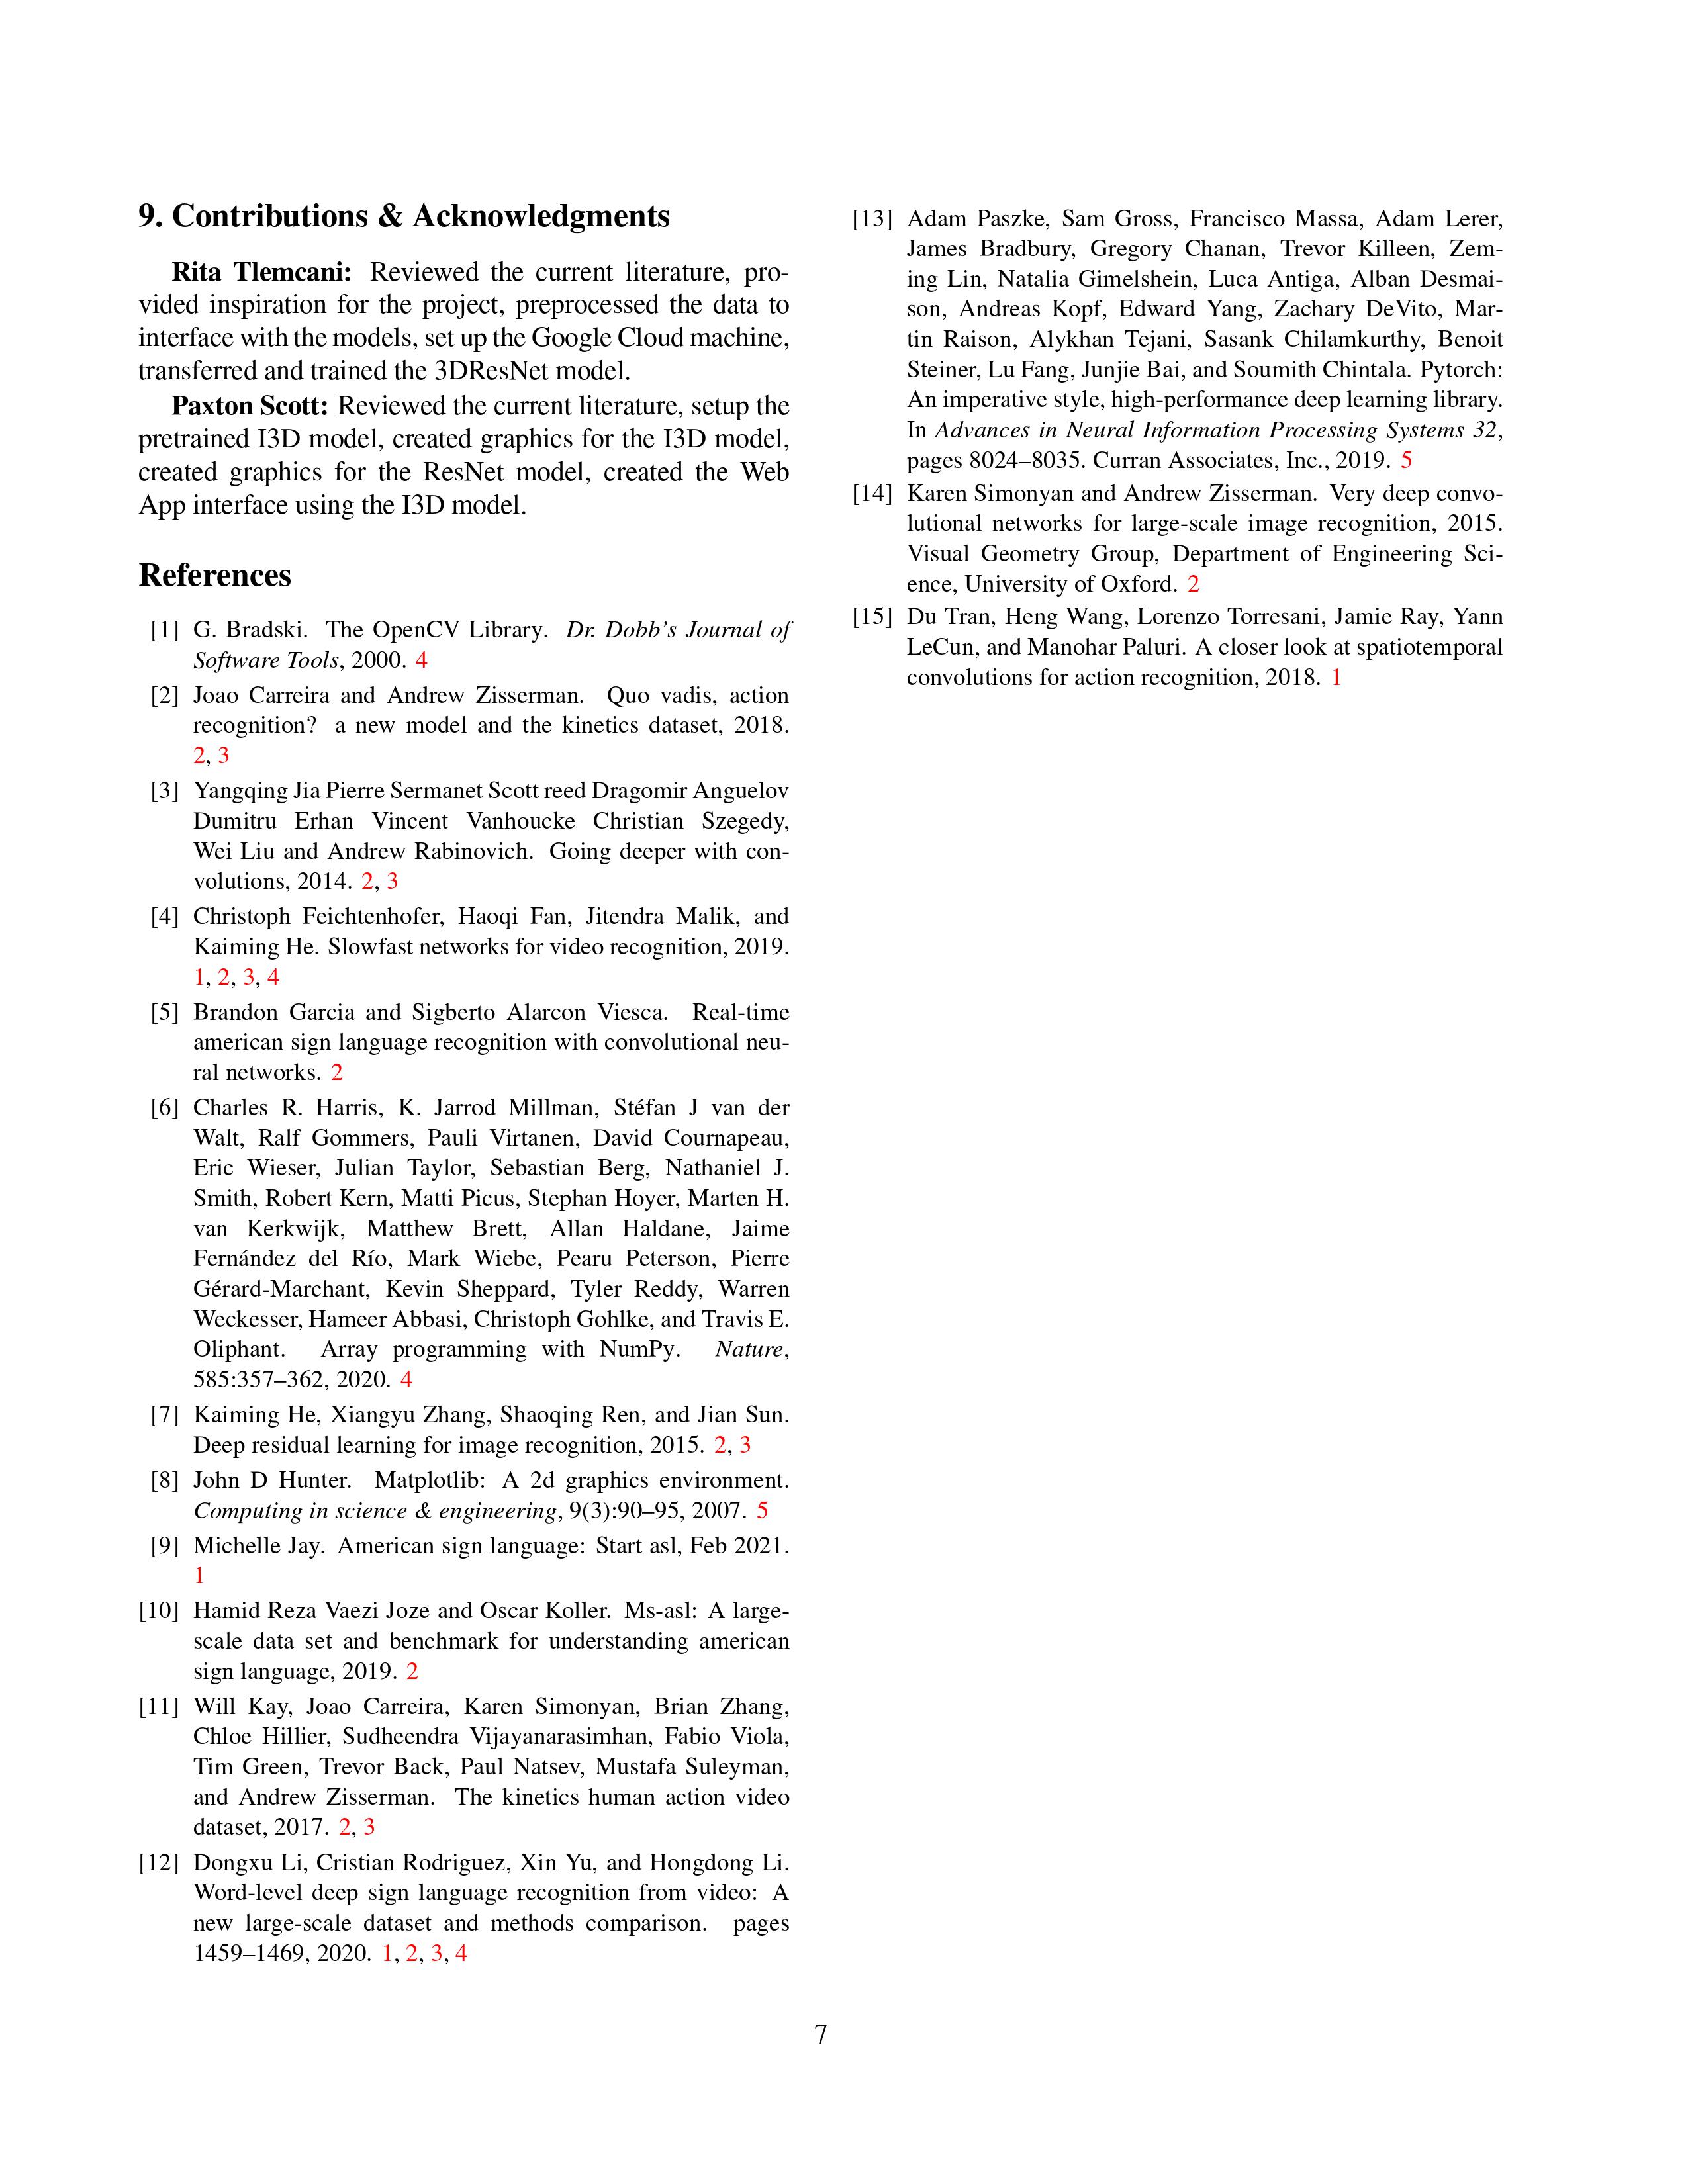 9. Contributions & Acknowledgments
Rita Tlemcani: Reviewed the current literature, pro-
vided inspiration for the project, preprocessed the data to
interface with the models, set up the Google Cloud machine,
transferred and trained the 3DResNet model.
Paxton Scott: Reviewed the current literature, setup the
pretrained I3D model, created graphics for the I3D model,
created graphics for the ResNet model, created the Web
App interface using the I3D model.
References
[1] G. Bradski. The OpenCV Library. Dr. Dobb's Journal of
Software Tools, 2000. 4
[2] Joao Carreira and Andrew Zisserman. Quo vadis, action
recognition? a new model and the kinetics dataset, 2018.
2, 3
[3] Yangqing Jia Pierre Sermanet Scott reed Dragomir Anguelov
Dumitru Erhan Vincent Vanhoucke Christian Szegedy,
Wei Liu and Andrew Rabinovich. Going deeper with con-
volutions, 2014. 2, 3
[4] Christoph Feichtenhofer, Haoqi Fan, Jitendra Malik, and
Kaiming He. Slowfast networks for video recognition, 2019.
1, 2, 3, 4
[5] Brandon Garcia and Sigberto Alarcon Viesca. Real-time
american sign language recognition with convolutional neu-
ral networks. 2
[6] Charles R. Harris, K. Jarrod Millman, Stéfan J van der
Walt, Ralf Gommers, Pauli Virtanen, David Cournapeau,
Eric Wieser, Julian Taylor, Sebastian Berg, Nathaniel J.
Smith, Robert Kern, Matti Picus, Stephan Hoyer, Marten H.
van Kerkwijk, Matthew Brett, Allan Haldane, Jaime
Fernández del Río, Mark Wiebe, Pearu Peterson, Pierre
Gérard-Marchant, Kevin Sheppard, Tyler Reddy, Warren
Weckesser, Hameer Abbasi, Christoph Gohlke, and Travis E.
Oliphant. Array programming with NumPy. Nature,
585:357–362, 2020. 4
[7] Kaiming He, Xiangyu Zhang, Shaoqing Ren, and Jian Sun.
Deep residual learning for image recognition, 2015. 2, 3
[8] John D Hunter. Matplotlib: A 2d graphics environment.
Computing in science & engineering, 9(3):90–95, 2007. 5
[9] Michelle Jay. American sign language: Start asl, Feb 2021.
1
[10] Hamid Reza Vaezi Joze and Oscar Koller. Ms-asl: A large-
scale data set and benchmark for understanding american
sign language, 2019. 2
[11] Will Kay, Joao Carreira, Karen Simonyan, Brian Zhang,
Chloe Hillier, Sudheendra Vijayanarasimhan, Fabio Viola,
Tim Green, Trevor Back, Paul Natsev, Mustafa Suleyman,
and Andrew Zisserman. The kinetics human action video
dataset, 2017. 2, 3
[12] Dongxu Li, Cristian Rodriguez, Xin Yu, and Hongdong Li.
Word-level deep sign language recognition from video: A
new large-scale dataset and methods comparison. pages
1459–1469, 2020. 1, 2, 3, 4
[13] Adam Paszke, Sam Gross, Francisco Massa, Adam Lerer,
James Bradbury, Gregory Chanan, Trevor Killeen, Zem-
ing Lin, Natalia Gimelshein, Luca Antiga, Alban Desmai-
son, Andreas Kopf, Edward Yang, Zachary DeVito, Mar-
tin Raison, Alykhan Tejani, Sasank Chilamkurthy, Benoit
Steiner, Lu Fang, Junjie Bai, and Soumith Chintala. Pytorch:
An imperative style, high-performance deep learning library.
In Advances in Neural Information Processing Systems 32,
pages 8024–8035. Curran Associates, Inc., 2019. 5
[14] Karen Simonyan and Andrew Zisserman. Very deep convo-
lutional networks for large-scale image recognition, 2015.
Visual Geometry Group, Department of Engineering Sci-
ence, University of Oxford. 2
[15] Du Tran, Heng Wang, Lorenzo Torresani, Jamie Ray, Yann
LeCun, and Manohar Paluri. A closer look at spatiotemporal
convolutions for action recognition, 2018. 1
7